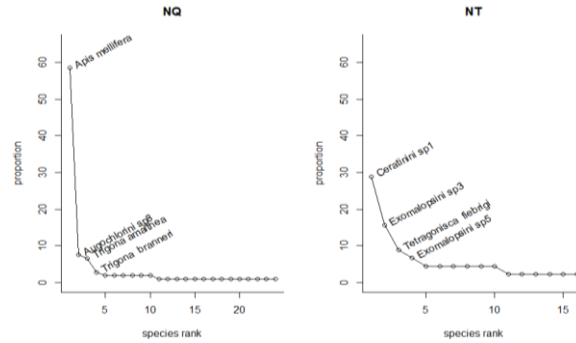 NQ
proportion
60
50
40
30
20
10
0
Apis mellifera
Augochlorini sp8
Trigona amalthea
Trigona branneri
5
10
15
20
species rank
NT
proportion
60
50
40
30
20
10
0
Ceratinini sp1
Exomalopsini sp3
Tetragonisca fiebrigi
Exomalopsini sp5
5
10
15
species rank